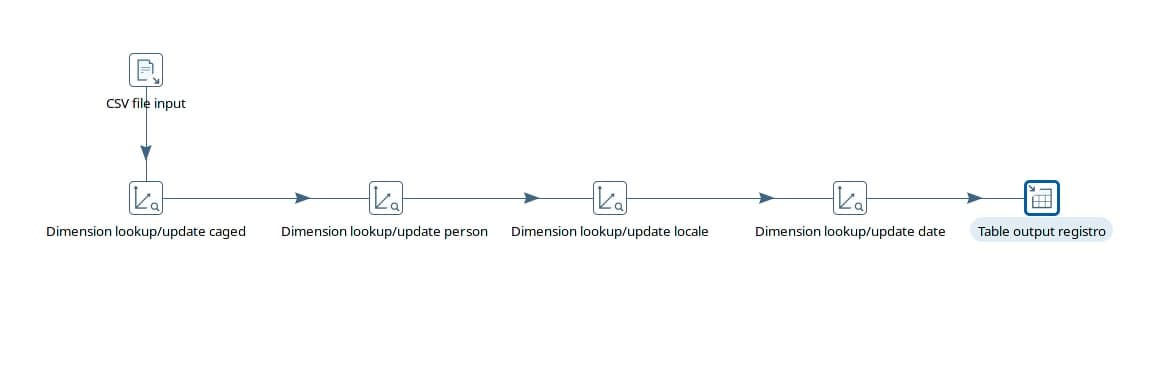 CSV file input
Dimension lookup/update caged
Dimension lookup/update person
Dimension lookup/update locale
Dimension lookup/update date
Table output registro